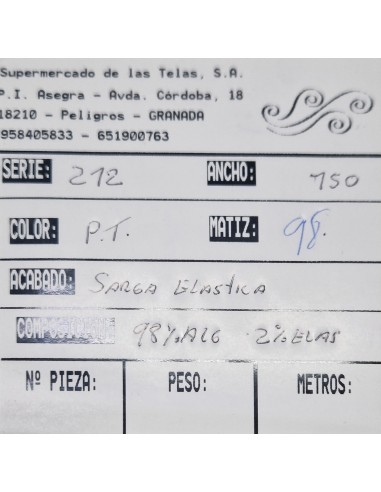 Supermercado de las Telas, S.A.
P.I. Asegra - Avda. Córdoba, 18
18210 - Peligros - GRANADA
958405833 - 651900763
SERIE: 212 ANCHO: 150
COLOR: P.T. MATIZ: 98.
ACABADO: SARGA ELASTICA
COMPOSICION: 98%ALG 2%ELAS
Nº PIEZA: PESO: METROS: